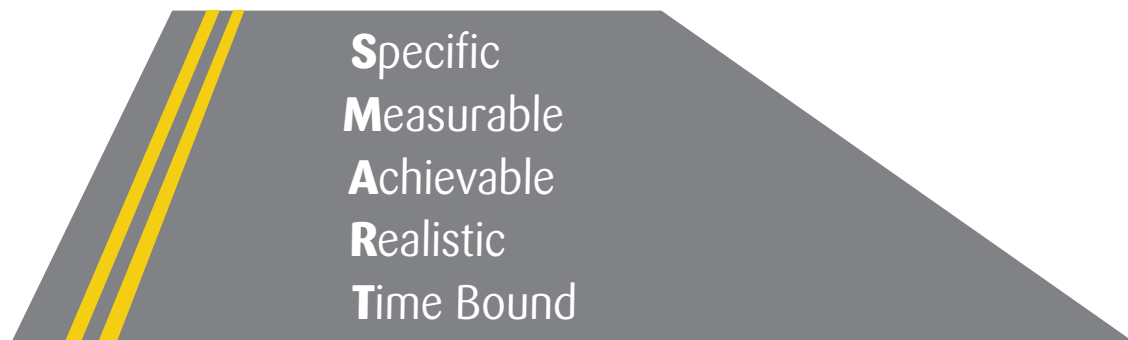 Specific
Measurable
Achievable
Realistic
Time Bound